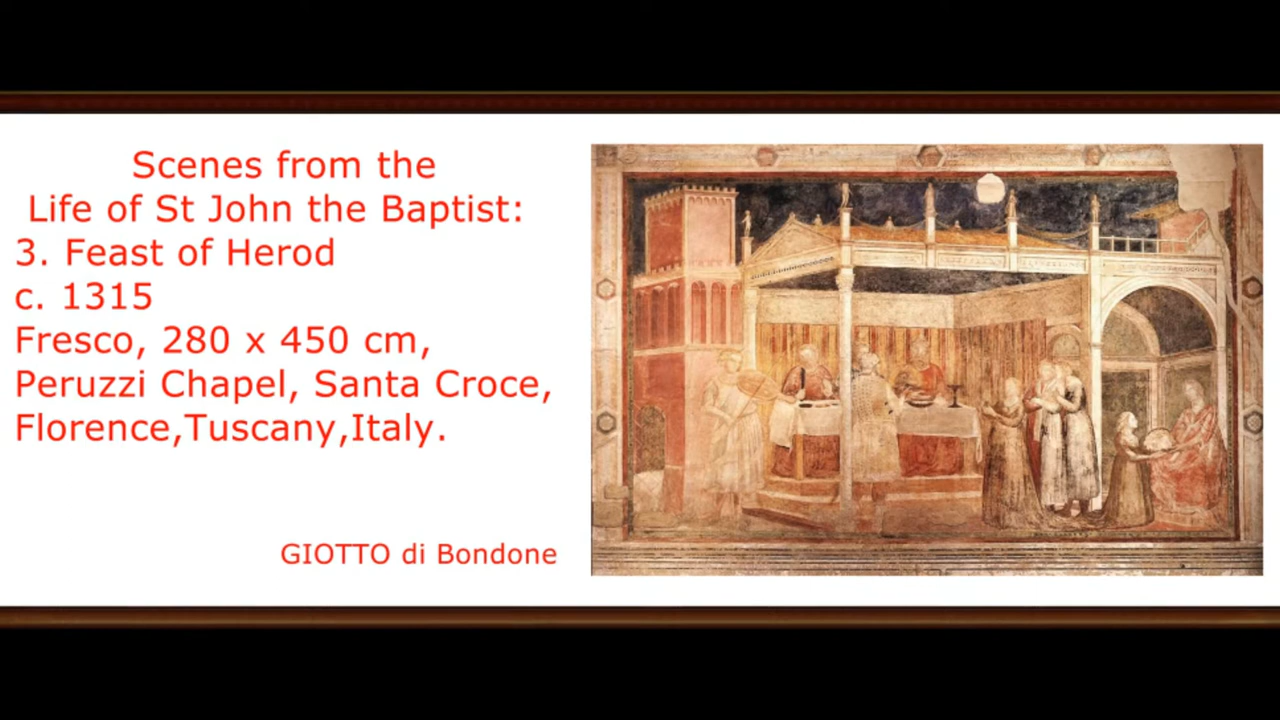 Scenes from the
Life of St John the Baptist:
3. Feast of Herod
c. 1315
Fresco, 280 x 450 cm,
Peruzzi Chapel, Santa Croce,
Florence,Tuscany,Italy.
GIOTTO di Bondone